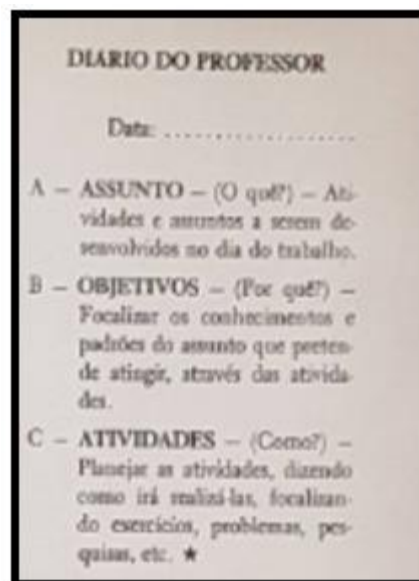 DIARIO DO PROFESSOR
Data: ....................
A – ASSUNTO – (O quê?) – Ati-
vidades e assuntos a serem de-
senvolvidos no dia do trabalho.
B – OBJETIVOS – (Por quê?) –
Focalizar os conhecimentos e
padrões do assunto que preten-
de atingir, através das ativida-
des.
C – ATIVIDADES – (Como?) –
Planejar as atividades, dizendo
como irá realizá-las, focalizan-
do exercícios, problemas, pes-
quisas, etc. ★